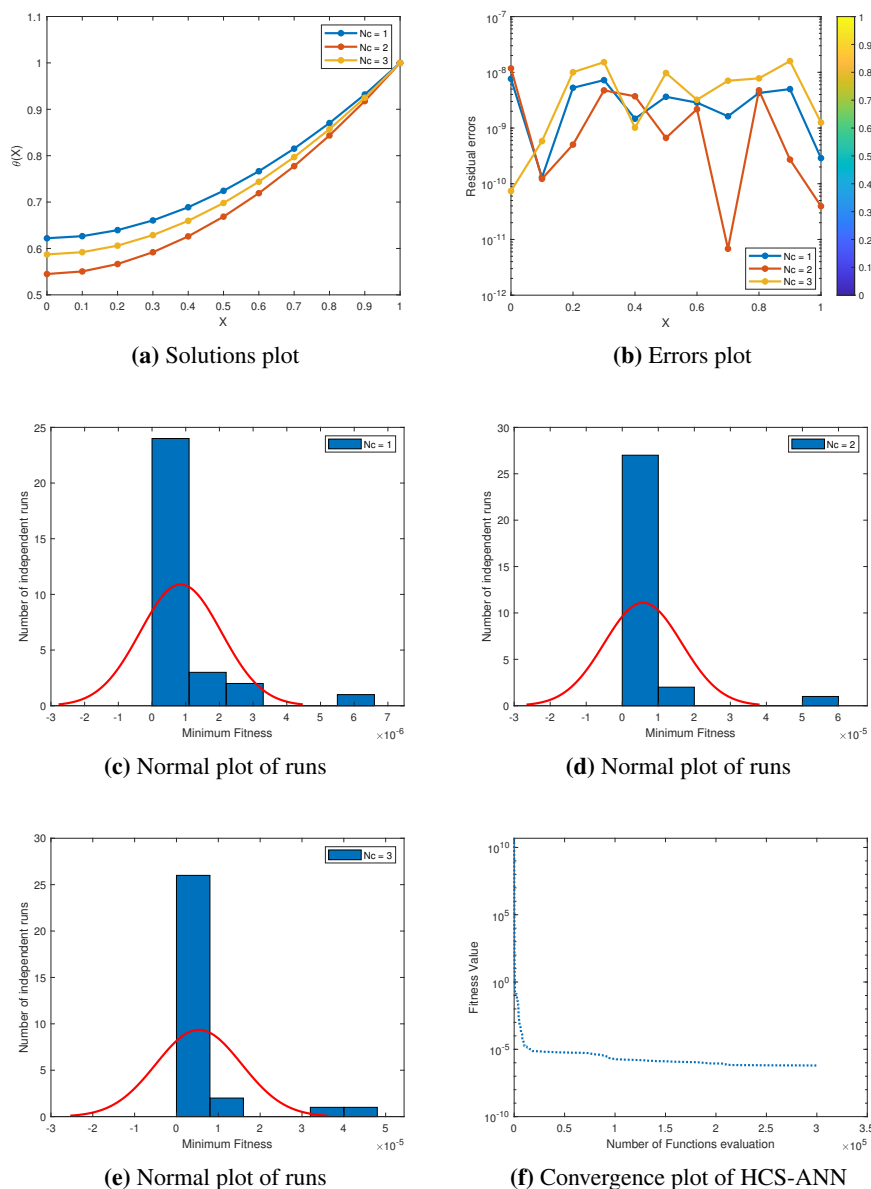 1.1
1
0.9
0.8
0.7
0.6
0.5
θ(X)
0 0.1 0.2 0.3 0.4 0.5 0.6 0.7 0.8 0.9 1
X
Nc = 1
Nc = 2
Nc = 3
(a) Solutions plot
10^-7
10^-8
10^-9
10^-10
10^-11
10^-12
Residual errors
0 0.2 0.4 0.6 0.8 1
X
Nc = 1
Nc = 2
Nc = 3
1
0.9
0.8
0.7
0.6
0.5
0.4
0.3
0.2
0.1
0
(b) Errors plot
25
20
15
10
5
0
Number of independent runs
-3 -2 -1 0 1 2 3 4 5 6 7
Minimum Fitness
×10^-6
Nc = 1
(c) Normal plot of runs
30
25
20
15
10
5
0
Number of independent runs
-3 -2 -1 0 1 2 3 4 5 6
Minimum Fitness
×10^-5
Nc = 2
(d) Normal plot of runs
30
25
20
15
10
5
0
Number of independent runs
-3 -2 -1 0 1 2 3 4 5
Minimum Fitness
×10^-5
Nc = 3
(e) Normal plot of runs
10^10
10^5
10^0
10^-5
10^-10
Fitness Value
0 0.5 1 1.5 2 2.5 3 3.5
Number of Functions evaluation
×10^5
(f) Convergence plot of HCS-ANN